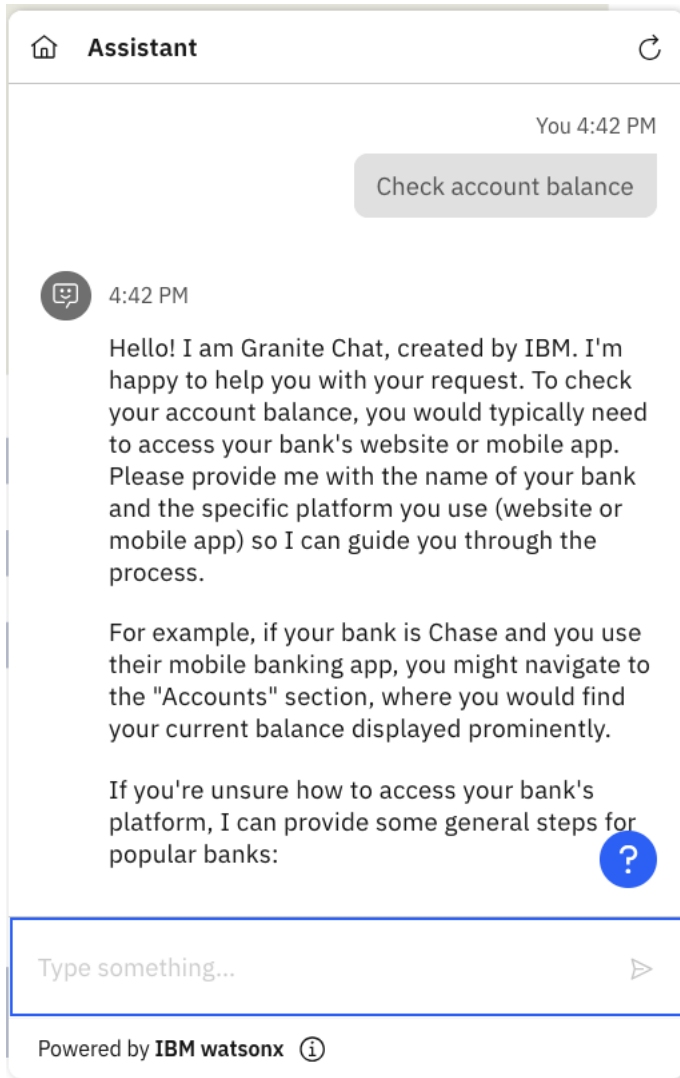 Assistant
You 4:42 PM
Check account balance
4:42 PM
Hello! I am Granite Chat, created by IBM. I'm
happy to help you with your request. To check
your account balance, you would typically need
to access your bank's website or mobile app.
Please provide me with the name of your bank
and the specific platform you use (website or
mobile app) so I can guide you through the
process.
For example, if your bank is Chase and you use
their mobile banking app, you might navigate to
the "Accounts" section, where you would find
your current balance displayed prominently.
If you're unsure how to access your bank's
platform, I can provide some general steps for
popular banks:
?
Type something...
Powered by IBM watsonx